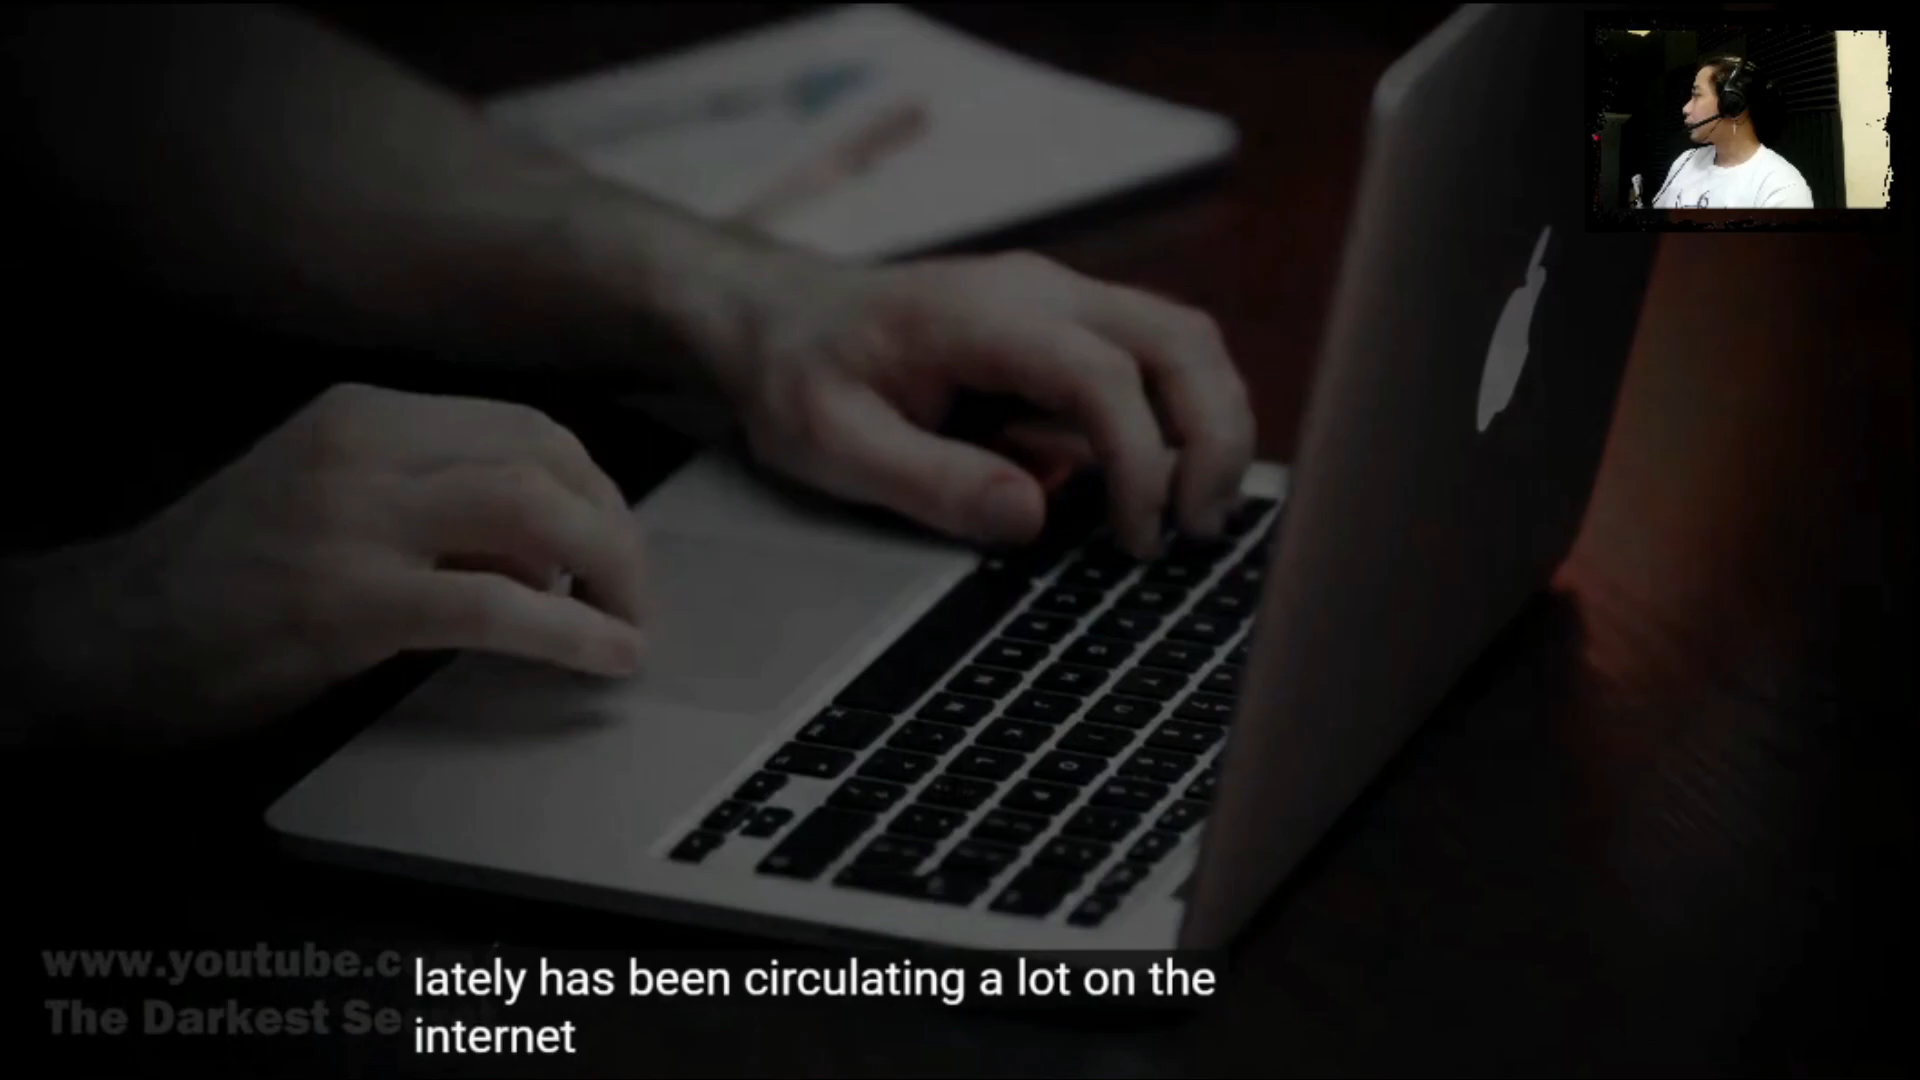 www.youtube.c
The Darkest Se
lately has been circulating a lot on the
internet